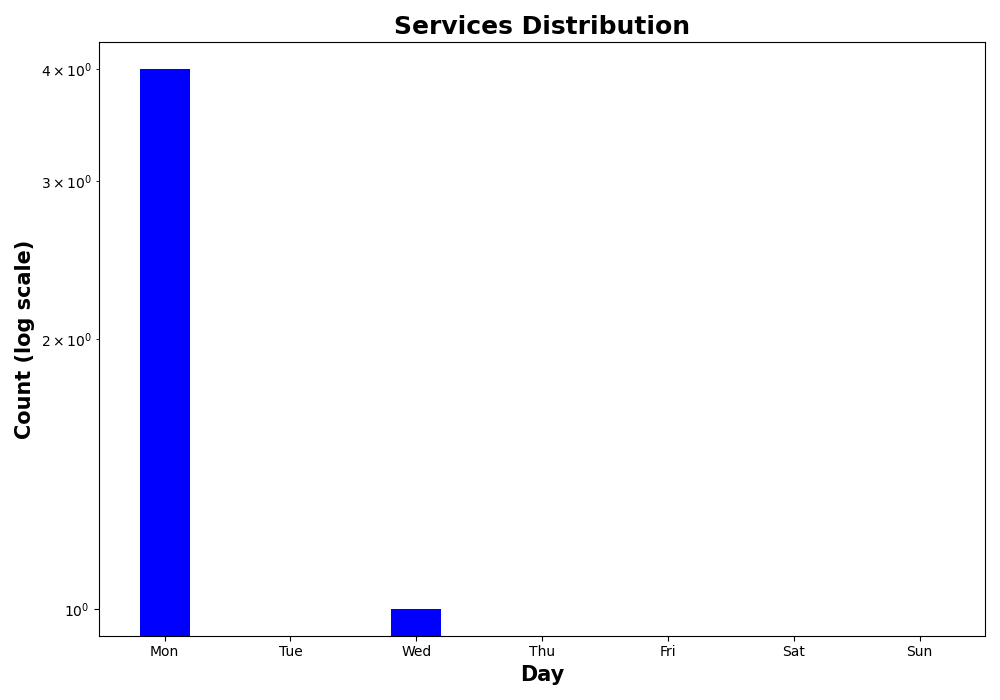 Services Distribution
Count (log scale)
4 × 10⁰
3 × 10⁰
2 × 10⁰
10⁰
Mon Tue Wed Thu Fri Sat Sun
Day